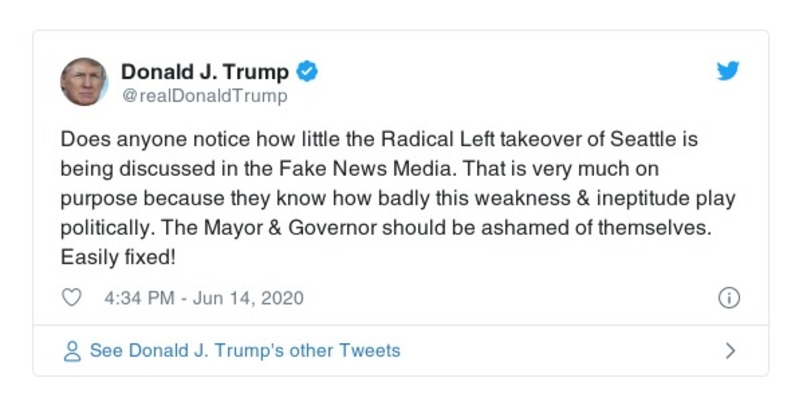 Donald J. Trump
@realDonaldTrump
Does anyone notice how little the Radical Left takeover of Seattle is
being discussed in the Fake News Media. That is very much on
purpose because they know how badly this weakness & ineptitude play
politically. The Mayor & Governor should be ashamed of themselves.
Easily fixed!
4:34 PM - Jun 14, 2020
See Donald J. Trump's other Tweets